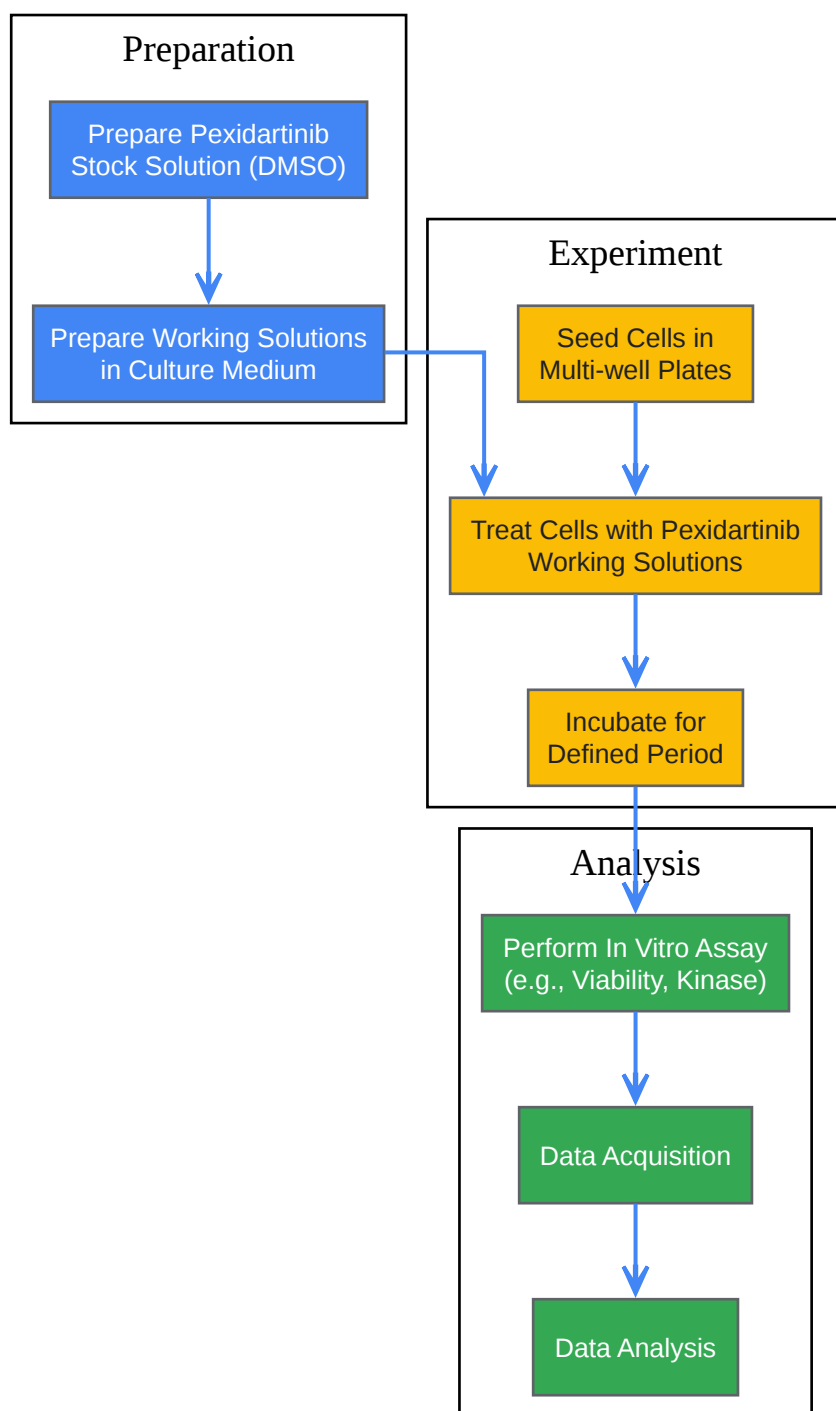 Preparation
Prepare Pexidartinib
Stock Solution (DMSO)
Prepare Working Solutions
in Culture Medium
Experiment
Seed Cells in
Multi-well Plates
Treat Cells with Pexidartinib
Working Solutions
Incubate for
Defined Period
Analysis
Perform In Vitro Assay
(e.g., Viability, Kinase)
Data Acquisition
Data Analysis